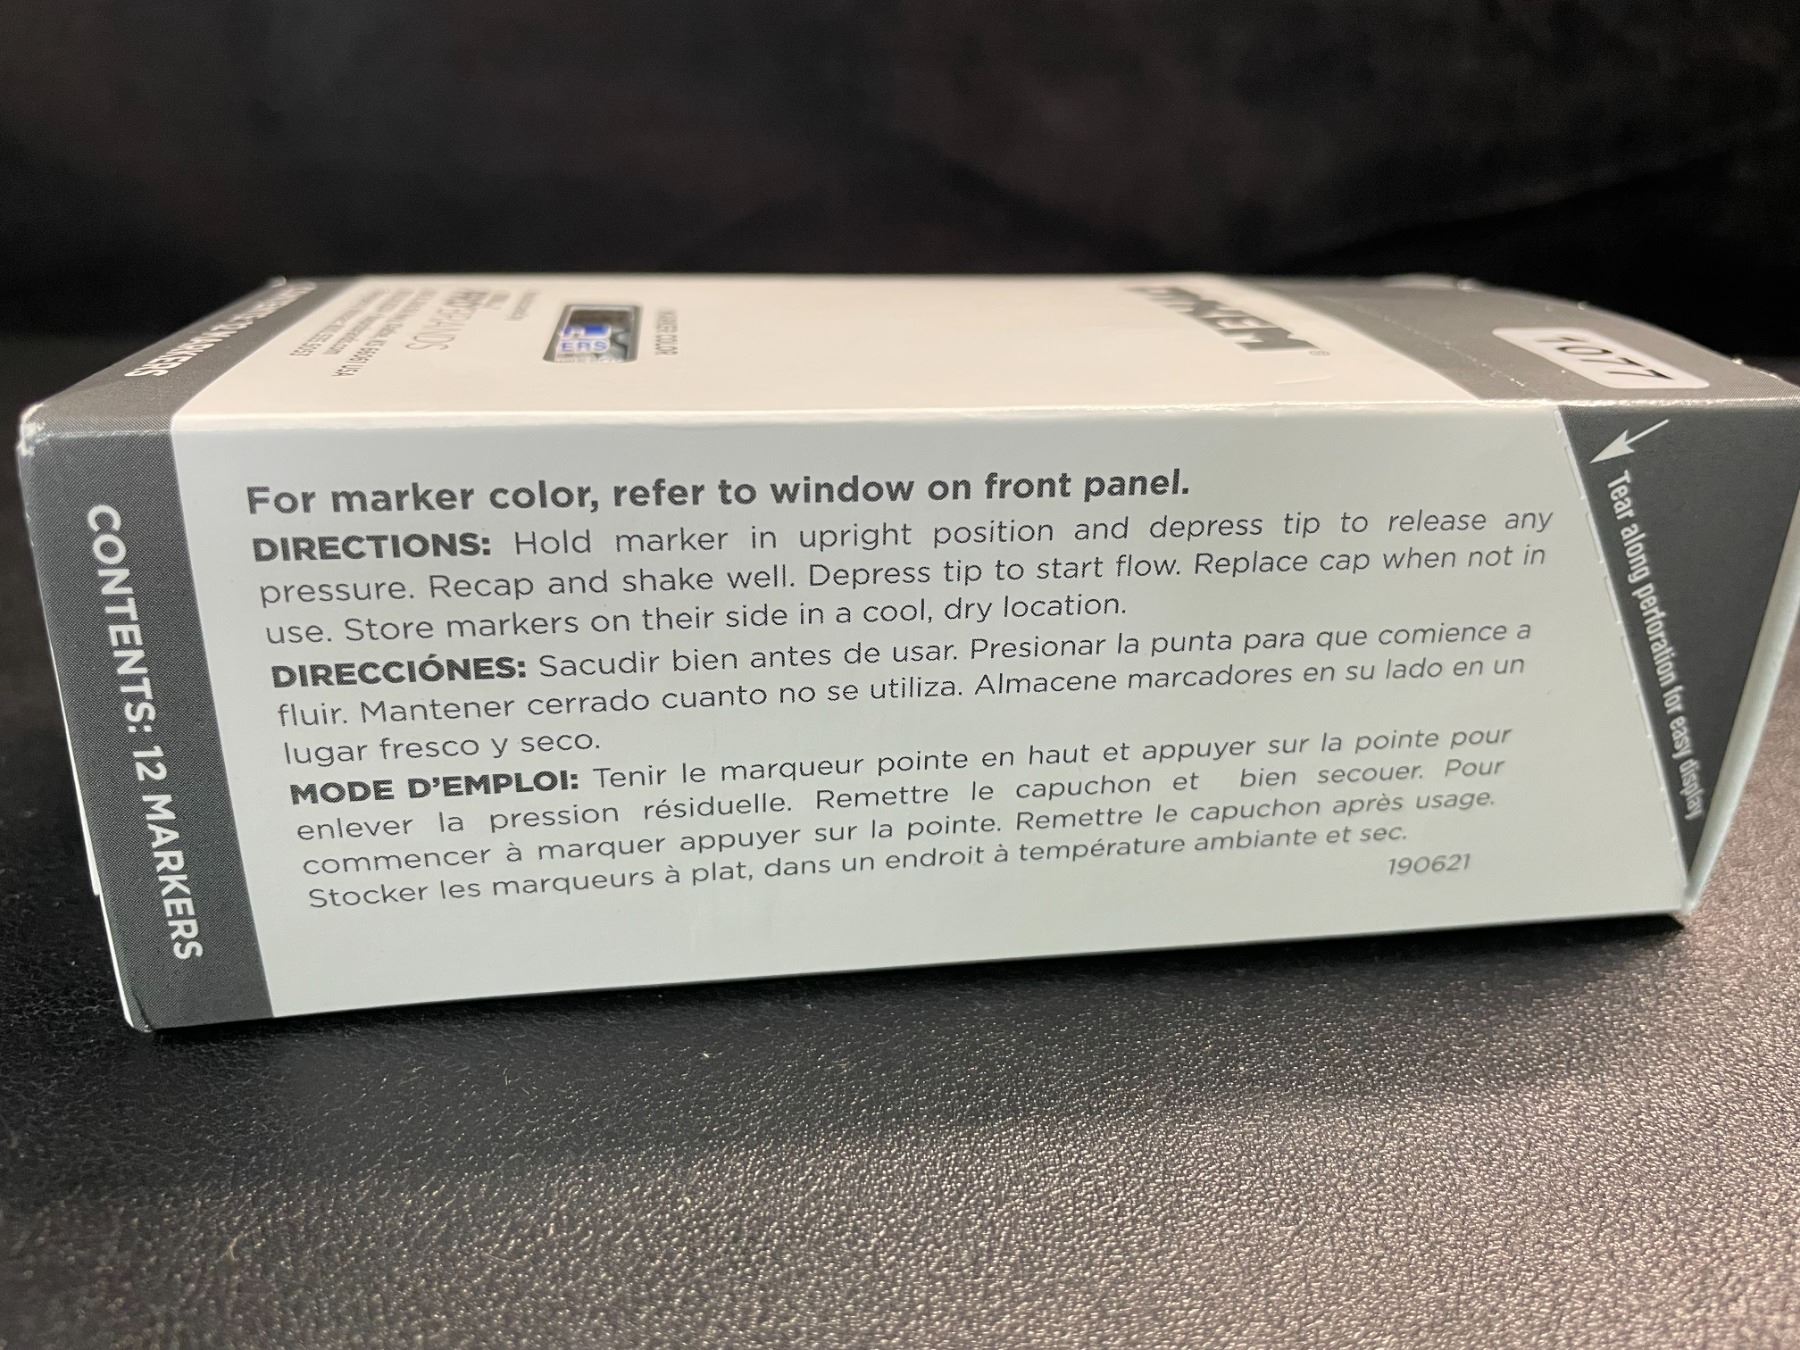 For marker color, refer to window on front panel.
DIRECTIONS: Hold marker in upright position and depress tip to release any
pressure. Recap and shake well. Depress tip to start flow. Replace cap when not in
use. Store markers on their side in a cool, dry location.
DIRECCIÓNES: Sacudir bien antes de usar. Presionar la punta para que comience a
fluir. Mantener cerrado cuanto no se utiliza. Almacene marcadores en su lado en un
lugar fresco y seco.
MODE D'EMPLOI: Tenir le marqueur pointe en haut et appuyer sur la pointe pour
enlever la pression résiduelle. Remettre le capuchon et bien secouer. Pour
commencer à marquer appuyer sur la pointe. Remettre le capuchon après usage.
Stocker les marqueurs à plat, dans un endroit à température ambiante et sec.
190621
CONTENTS: 12 MARKERS
Tear along perforation for easy display
MARKER COLOR
CONTENTS: 12 MARKERS